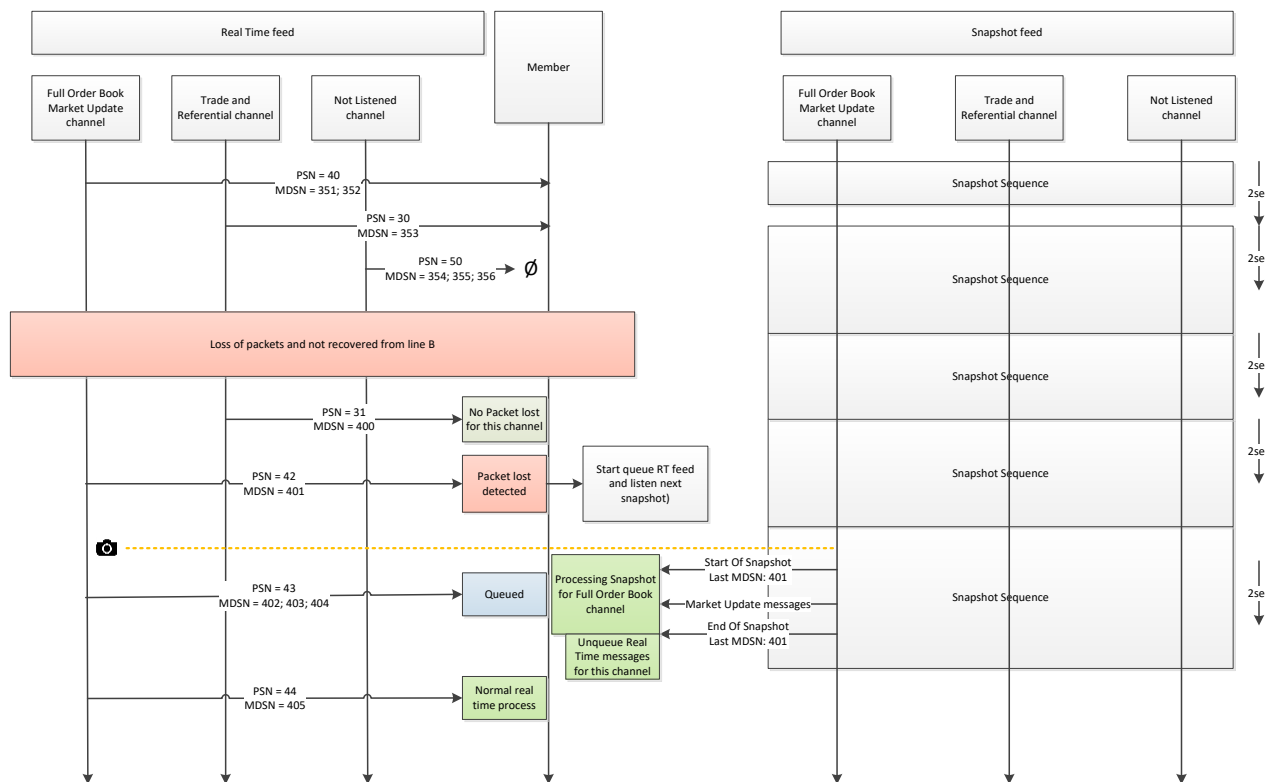 Real Time feed
Member
Snapshot feed
Full Order Book
Market Update
channel
Trade and
Referential channel
Not Listened
channel
Full Order Book
Market Update
channel
Trade and
Referential channel
Not Listened
channel
PSN = 40
MDSN = 351; 352
Snapshot Sequence
2se
PSN = 30
MDSN = 353
PSN = 50
MDSN = 354; 355; 356
Ø
Snapshot Sequence
2se
Loss of packets and not recovered from line B
Snapshot Sequence
2se
PSN = 31
MDSN = 400
No Packet lost
for this channel
PSN = 42
MDSN = 401
Packet lost
detected
Start queue RT feed
and listen next
snapshot)
Snapshot Sequence
2se
PSN = 43
MDSN = 402; 403; 404
Queued
Processing Snapshot
for Full Order Book
channel
Start Of Snapshot
Last MDSN: 401
Market Update messages
End Of Snapshot
Last MDSN: 401
Snapshot Sequence
2se
Unqueue Real
Time messages
for this channel
PSN = 44
MDSN = 405
Normal real
time process